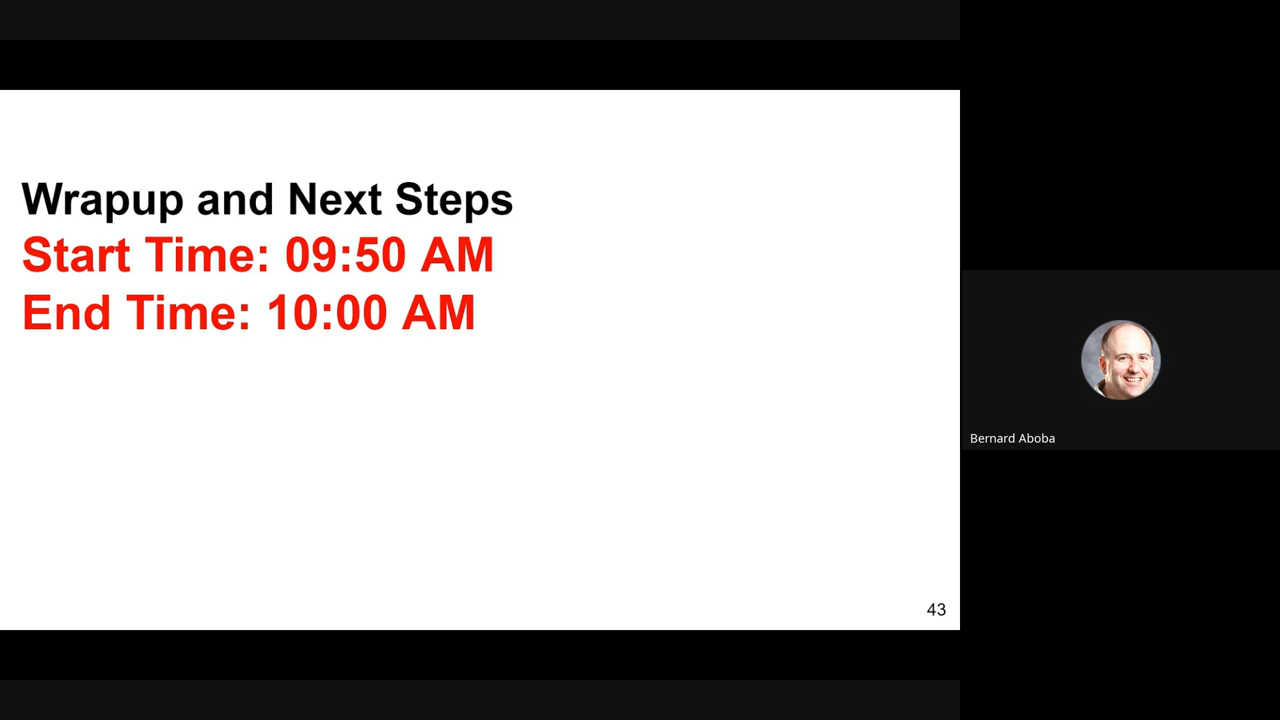 Wrapup and Next Steps
Start Time: 09:50 AM
End Time: 10:00 AM
43
Bernard Aboba